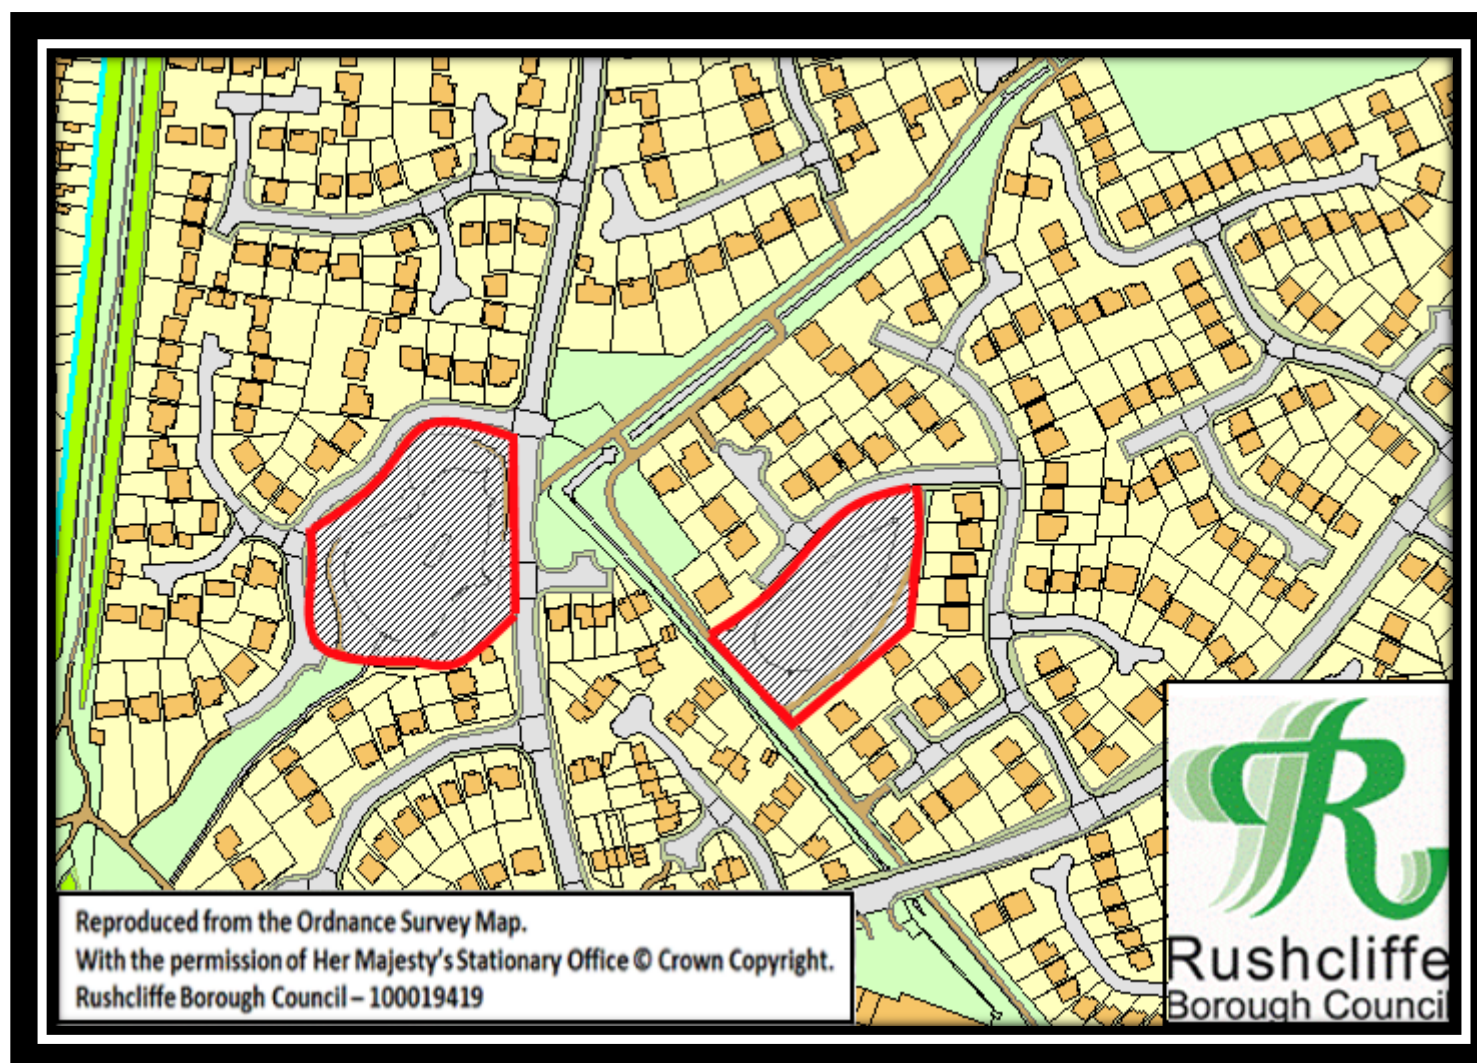 Reproduced from the Ordnance Survey Map.
With the permission of Her Majesty's Stationary Office © Crown Copyright.
Rushcliffe Borough Council – 100019419
R
Rushcliffe
Borough Council